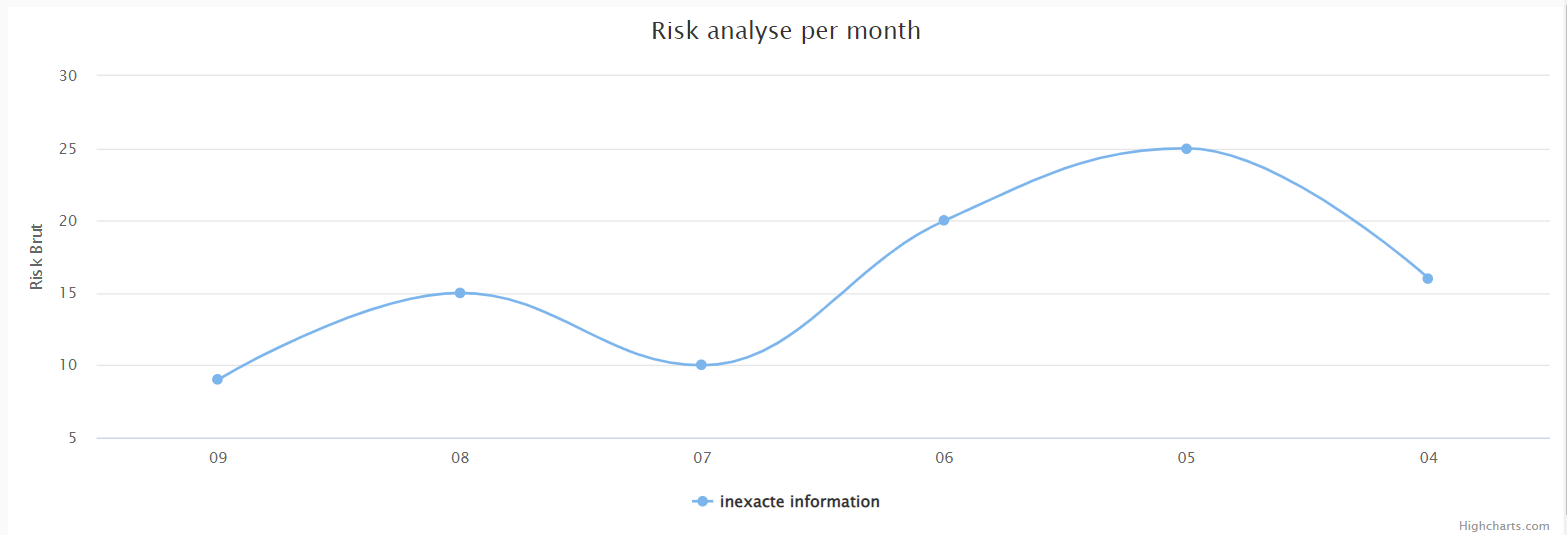 Risk analyse per month
30
25
20
15
10
5
Risk Brut
09 08 07 06 05 04
inexacte information
Highcharts.com